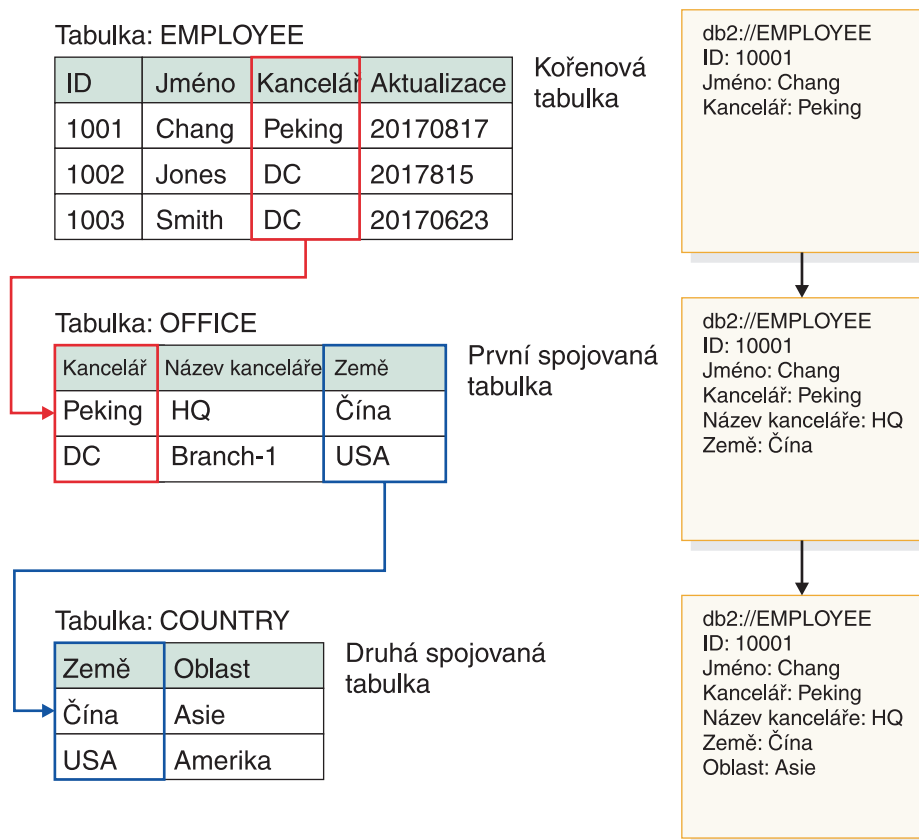 Tabulka: EMPLOYEE
ID Jméno Kancelář Aktualizace
1001 Chang Peking 20170817
1002 Jones DC 2017815
1003 Smith DC 20170623
Kořenová
tabulka
Tabulka: OFFICE
Kancelář Název kanceláře Země
Peking HQ Čína
DC Branch-1 USA
První spojovaná
tabulka
Tabulka: COUNTRY
Země Oblast
Čína Asie
USA Amerika
Druhá spojovaná
tabulka
db2://EMPLOYEE
ID: 10001
Jméno: Chang
Kancelář: Peking
db2://EMPLOYEE
ID: 10001
Jméno: Chang
Kancelář: Peking
Název kanceláře: HQ
Země: Čína
db2://EMPLOYEE
ID: 10001
Jméno: Chang
Kancelář: Peking
Název kanceláře: HQ
Země: Čína
Oblast: Asie